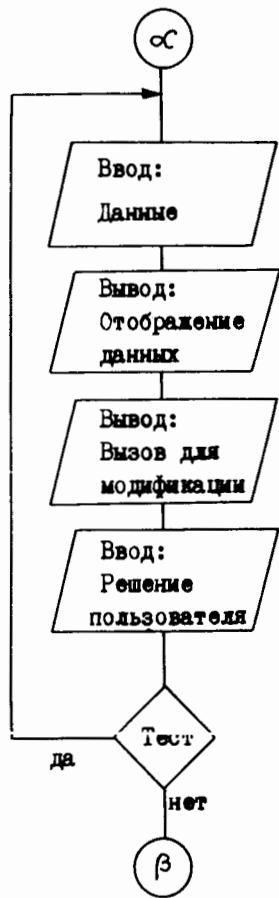 α
Ввод:
Данные
Вывод:
Отображение
данных
Вывод:
Вызов для
модификации
Ввод:
Решение
пользователя
Тест
да
нет
β